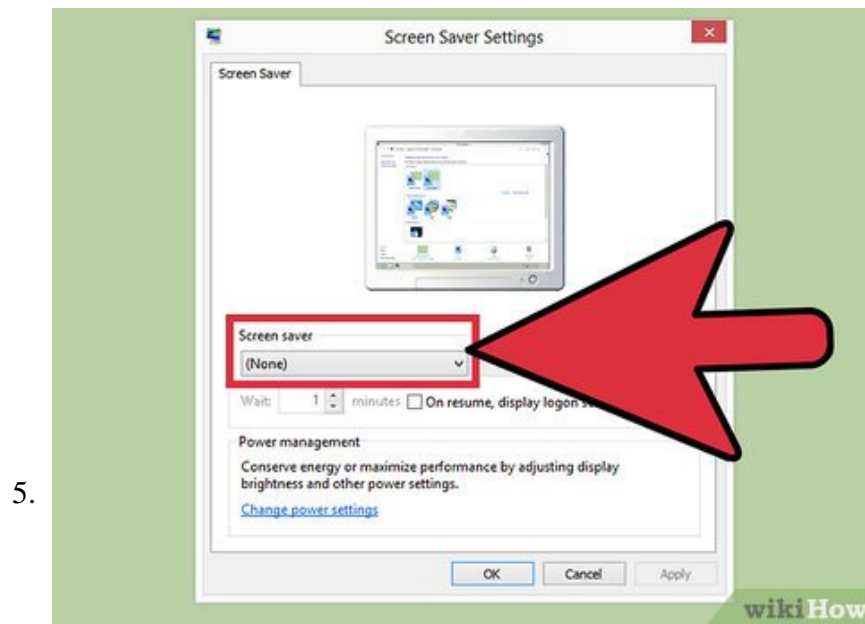 Screen Saver Settings
Screen Saver
Screen saver
(None)
Wait: 1 minutes On resume, display logon
Power management
Conserve energy or maximize performance by adjusting display
brightness and other power settings.
Change power settings
5.
OK Cancel Apply
wikiHow